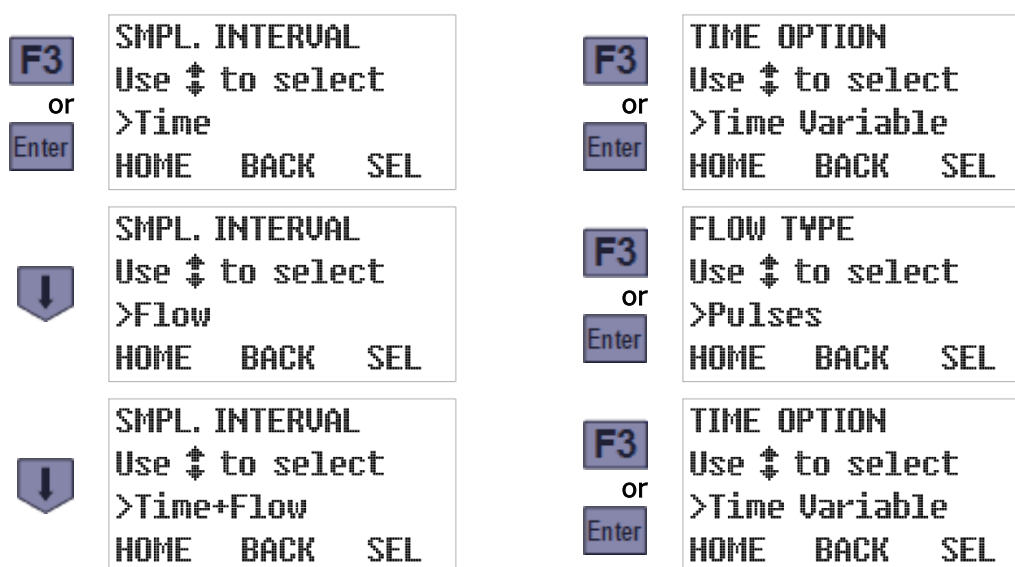 F3
or
Enter
SMPL. INTERVAL
Use ↕ to select
>Time
HOME BACK SEL
F3
or
Enter
TIME OPTION
Use ↕ to select
>Time Variable
HOME BACK SEL
SMPL. INTERVAL
Use ↕ to select
>Flow
HOME BACK SEL
F3
or
Enter
FLOW TYPE
Use ↕ to select
>Pulses
HOME BACK SEL
SMPL. INTERVAL
Use ↕ to select
>Time+Flow
HOME BACK SEL
F3
or
Enter
TIME OPTION
Use ↕ to select
>Time Variable
HOME BACK SEL